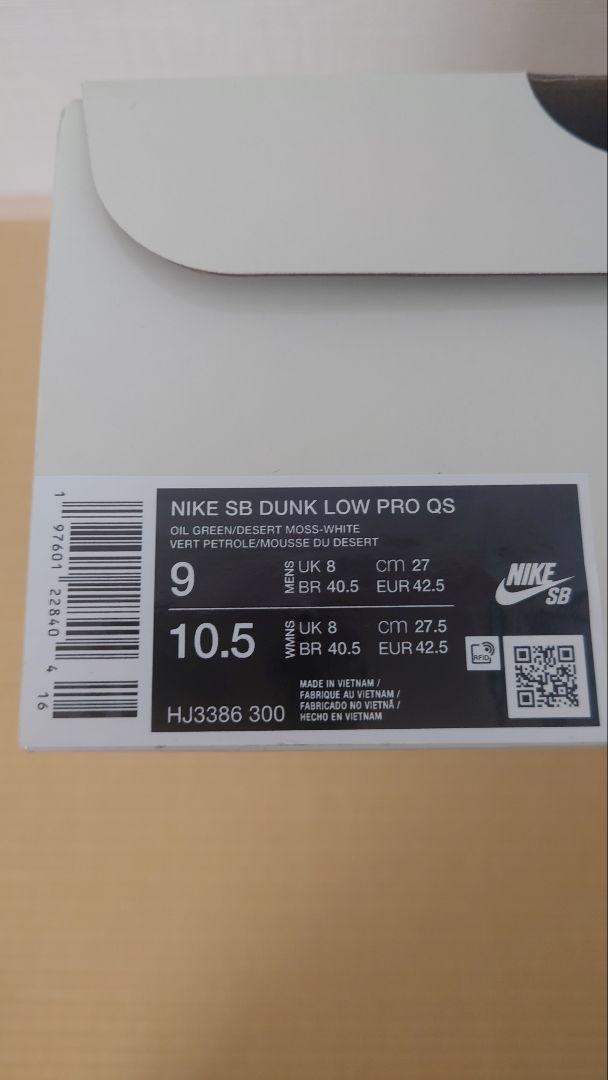 NIKE SB DUNK LOW PRO QS
OIL GREEN/DESERT MOSS-WHITE
VERT PETROLE/MOUSSE DU DESERT
9 MENS UK 8 cm 27
BR 40.5 EUR 42.5
10.5 WMNS UK 8 cm 27.5
BR 40.5 EUR 42.5
NIKE
SB
RFID
HJ3386 300
MADE IN VIETNAM /
FABRIQUE AU VIETNAM /
FABRICADO NO VIETNÃ /
HECHO EN VIETNAM
1 97601 22840 4 16